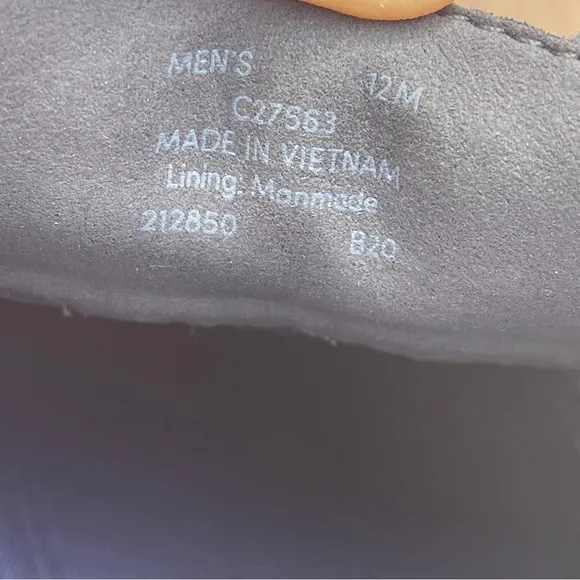 MEN'S 12M
C27563
MADE IN VIETNAM
Lining: Manmade
212850 B20